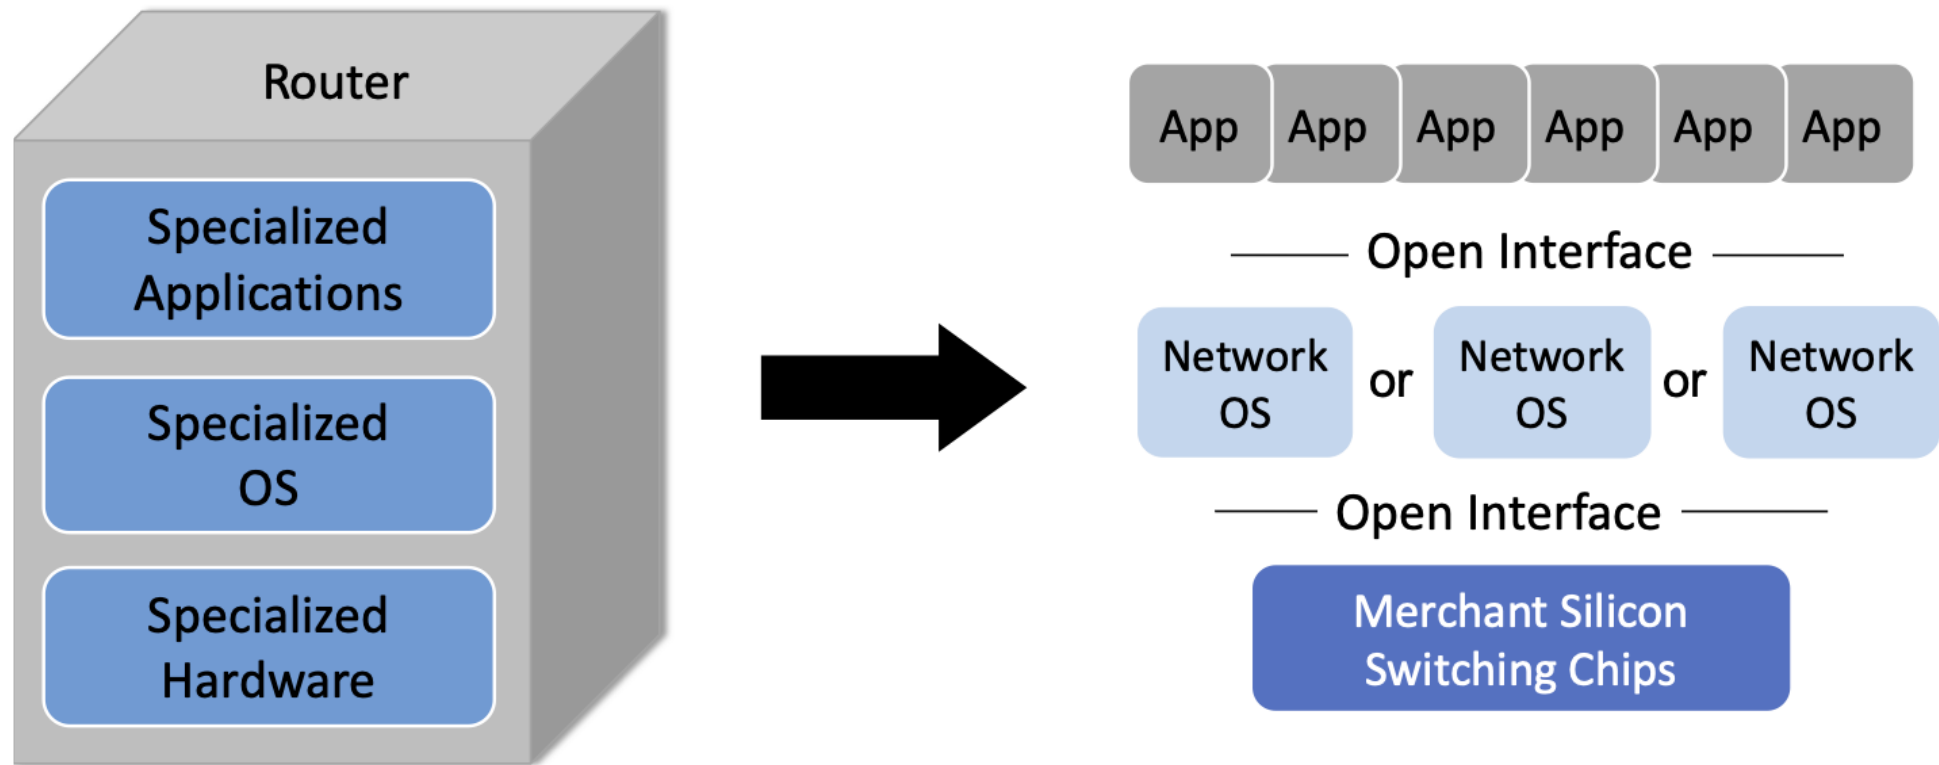 Router
Specialized
Applications
Specialized
OS
Specialized
Hardware
App App App App App App
Open Interface
Network
OS
or
Network
OS
or
Network
OS
Open Interface
Merchant Silicon
Switching Chips